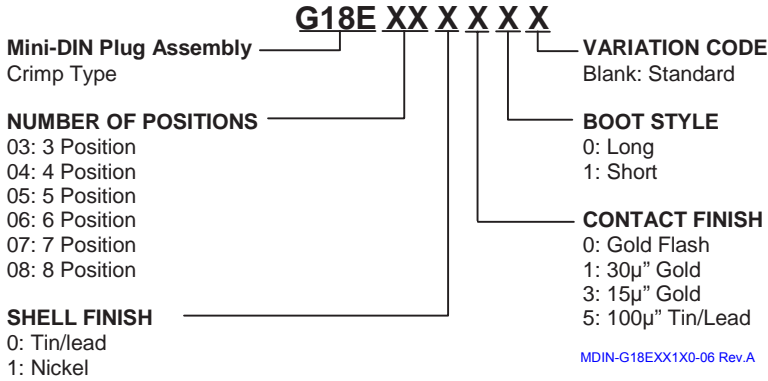 G18E XX X X X X
Mini-DIN Plug Assembly
Crimp Type
NUMBER OF POSITIONS
03: 3 Position
04: 4 Position
05: 5 Position
06: 6 Position
07: 7 Position
08: 8 Position
SHELL FINISH
0: Tin/lead
1: Nickel
VARIATION CODE
Blank: Standard
BOOT STYLE
0: Long
1: Short
CONTACT FINISH
0: Gold Flash
1: 30µ” Gold
3: 15µ” Gold
5: 100µ” Tin/Lead
MDIN-G18EXX1X0-06 Rev.A